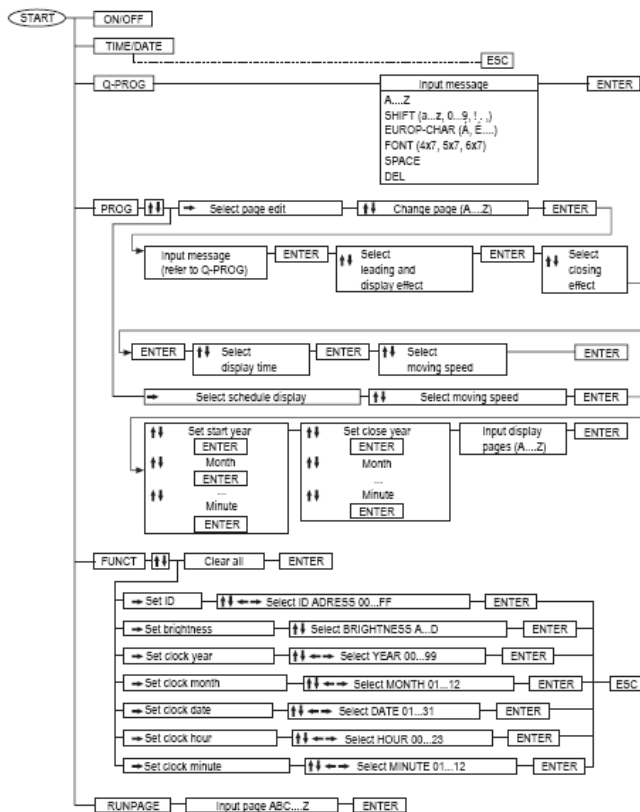 START
ON/OFF
TIME/DATE
ESC
Q-PROG
Input message
ENTER
A....Z
SHIFT (a...z, 0...9, ! . ,)
EUROP-CHAR (Á, É....)
FONT (4x7, 5x7, 6x7)
SPACE
DEL
PROG ⬆⬇ ➡ Select page edit ⬆⬇ Change page (A....Z) ENTER
Input message
(refer to Q-PROG)
ENTER
⬆⬇ Select
leading and
display effect
ENTER
⬆⬇ Select
closing
effect
ENTER
⬆⬇ Select
display time
ENTER
⬆⬇ Select
moving speed
ENTER
➡ Select schedule display ⬆⬇ Select moving speed ENTER
⬆⬇ Set start year
ENTER
⬆⬇ Month
ENTER
⬆⬇ ...
Minute
ENTER
⬆⬇ Set close year
ENTER
⬆⬇ Month
⬆⬇ ...
Minute
ENTER
Input display
pages (A....Z)
ENTER
FUNCT ⬆⬇ Clear all ENTER
➡ Set ID ⬆⬇ ⬅ ➡ Select ID ADRESS 00...FF ENTER
➡ Set brightness ⬆⬇ Select BRIGHTNESS A...D ENTER
➡ Set clock year ⬆⬇ ⬅ ➡ Select YEAR 00...99 ENTER
➡ Set clock month ⬆⬇ ⬅ ➡ Select MONTH 01...12 ENTER ESC
➡ Set clock date ⬆⬇ ⬅ ➡ Select DATE 01...31 ENTER
➡ Set clock hour ⬆⬇ ⬅ ➡ Select HOUR 00...23 ENTER
➡ Set clock minute ⬆⬇ ⬅ ➡ Select MINUTE 01...12 ENTER
RUNPAGE Input page ABC....Z ENTER